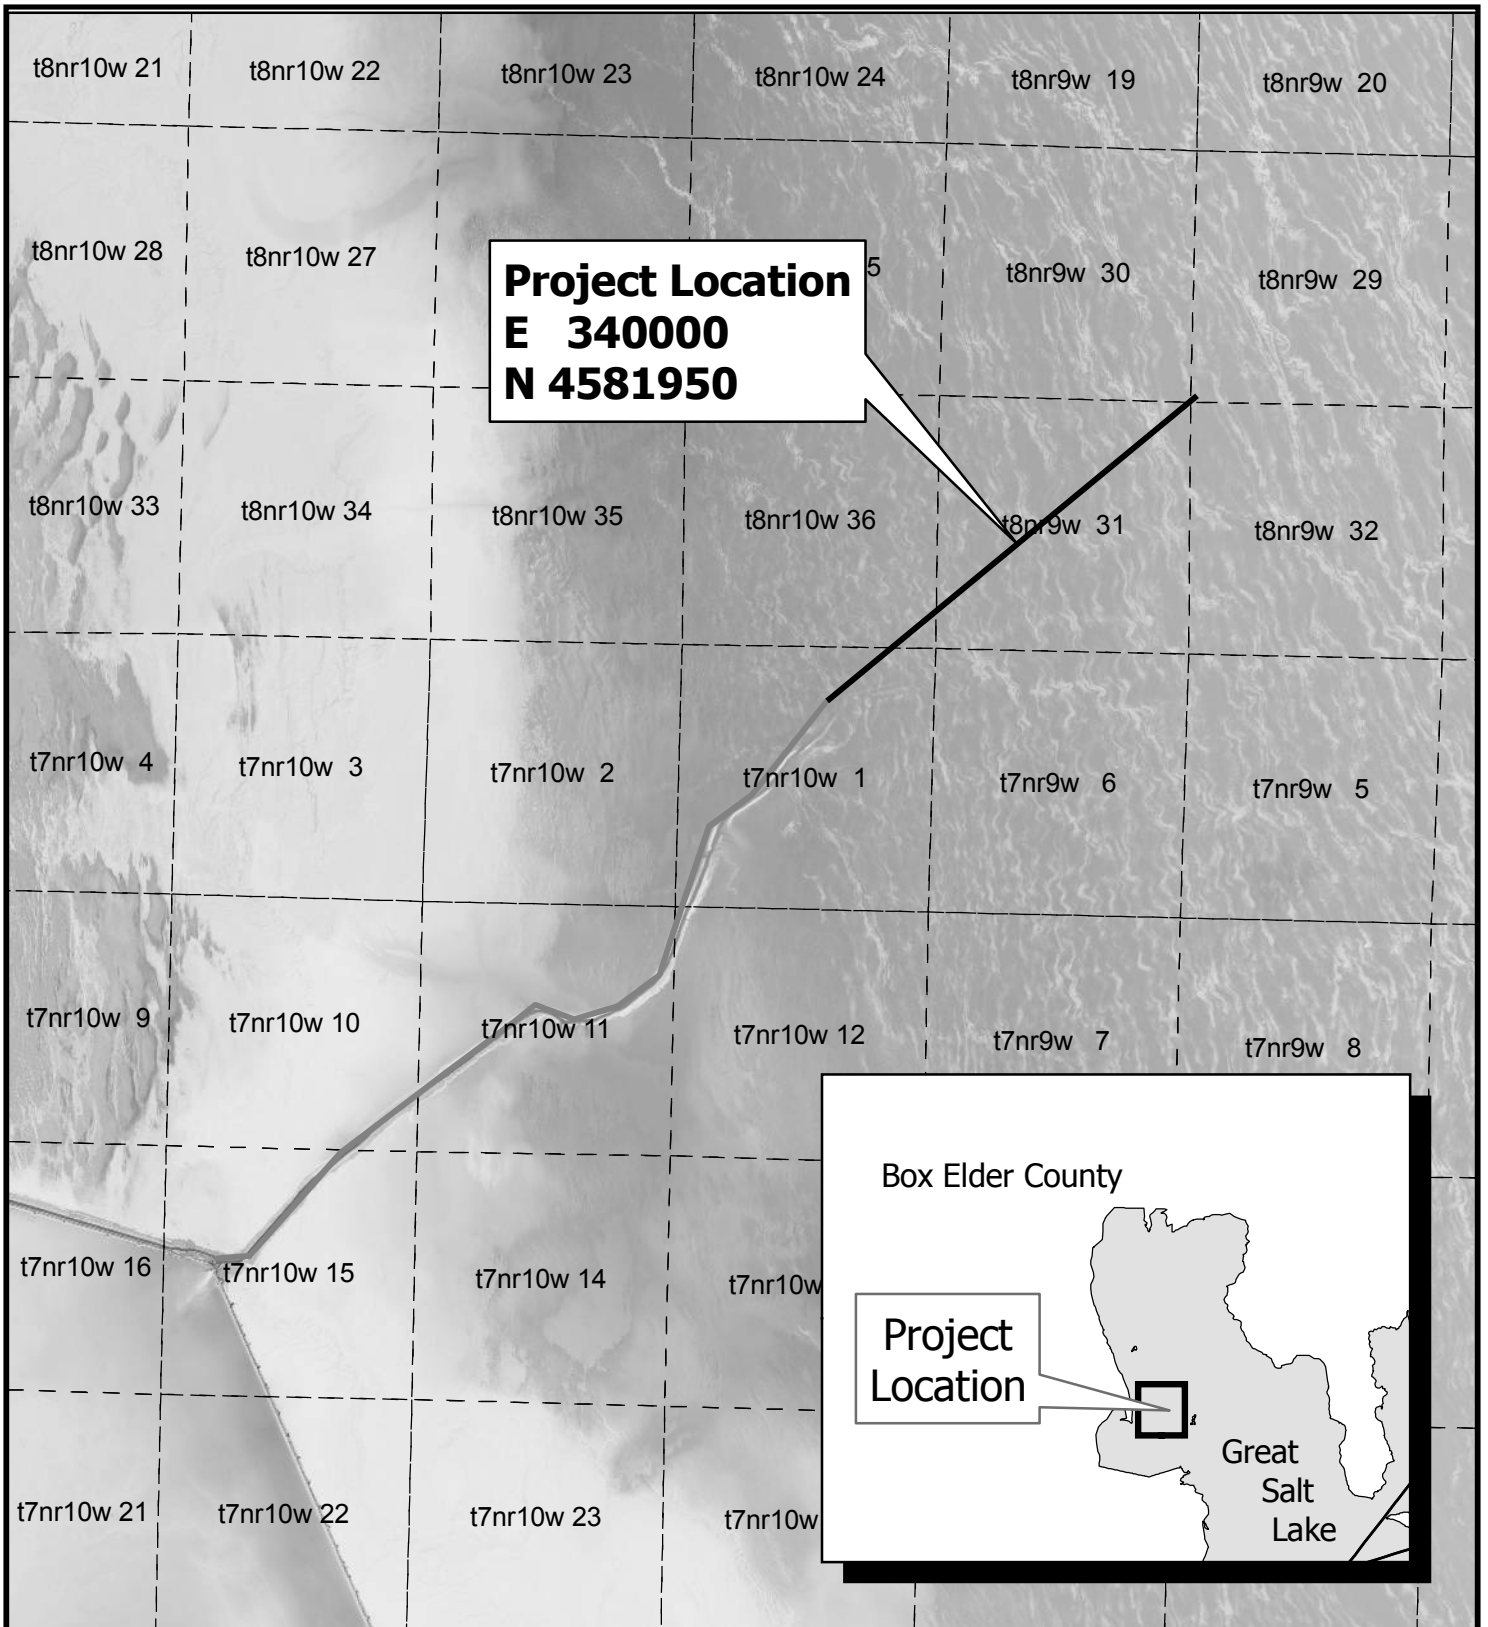 t8nr10w 21
t8nr10w 22
t8nr10w 23
t8nr10w 24
t8nr9w 19
t8nr9w 20
t8nr10w 28
t8nr10w 27
5
t8nr9w 30
t8nr9w 29
Project Location
E 340000
N 4581950
t8nr10w 33
t8nr10w 34
t8nr10w 35
t8nr10w 36
t8nr9w 31
t8nr9w 32
t7nr10w 4
t7nr10w 3
t7nr10w 2
t7nr10w 1
t7nr9w 6
t7nr9w 5
t7nr10w 9
t7nr10w 10
t7nr10w 11
t7nr10w 12
t7nr9w 7
t7nr9w 8
t7nr10w 16
t7nr10w 15
t7nr10w 14
t7nr10w
t7nr10w 21
t7nr10w 22
t7nr10w 23
t7nr10w
Box Elder County
Project
Location
Great
Salt
Lake